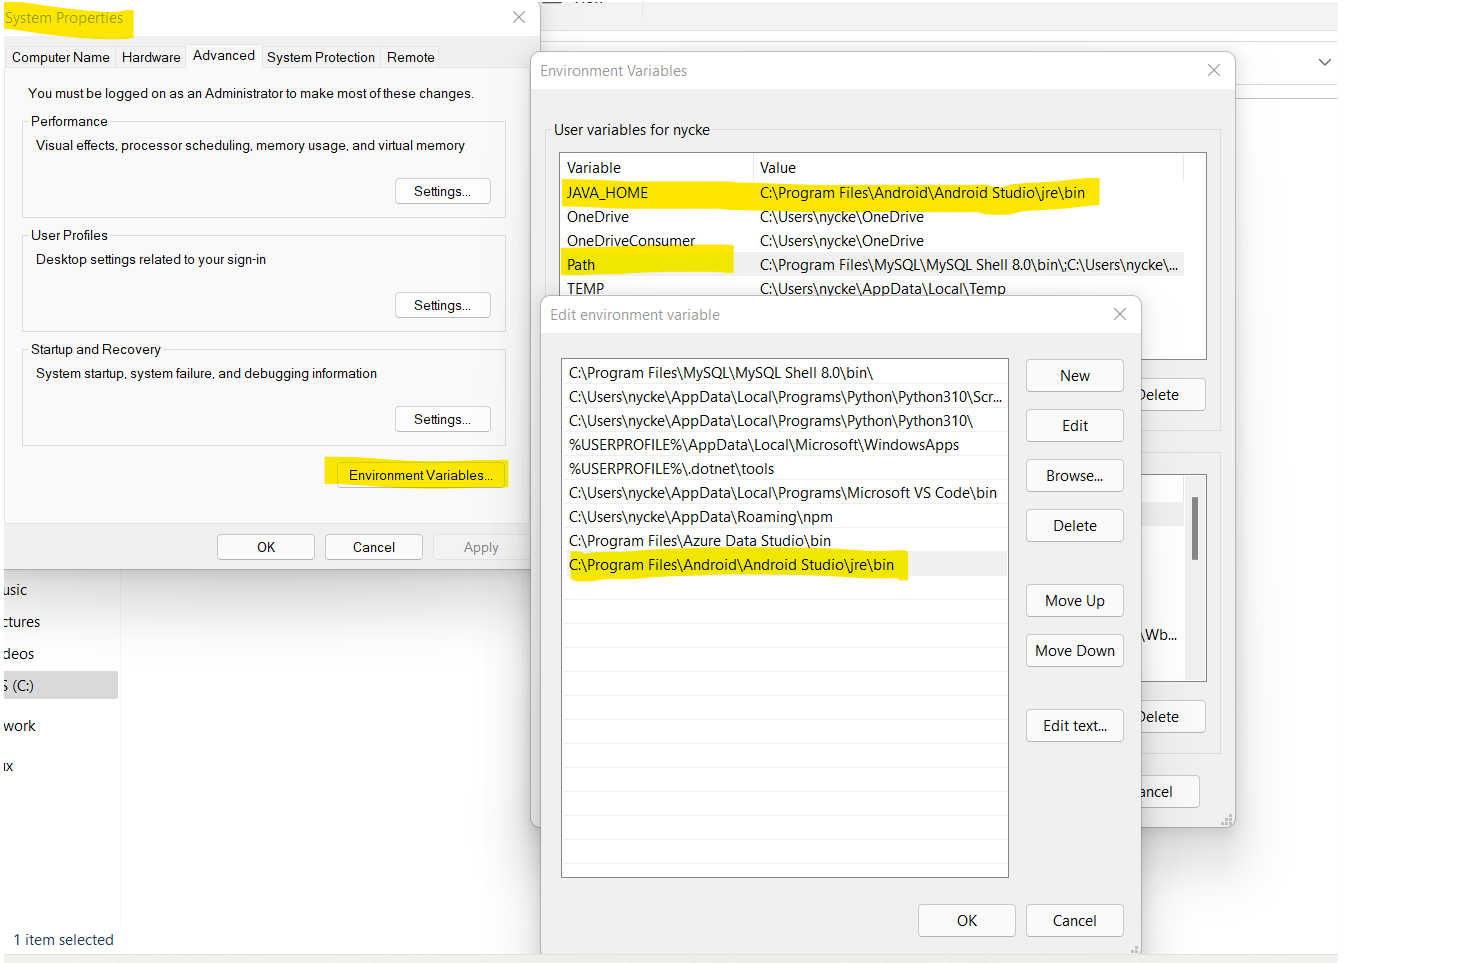 System Properties
Computer Name Hardware Advanced System Protection Remote
You must be logged on as an Administrator to make most of these changes.
Performance
Visual effects, processor scheduling, memory usage, and virtual memory
Settings...
User Profiles
Desktop settings related to your sign-in
Settings...
Startup and Recovery
System startup, system failure, and debugging information
Settings...
Environment Variables...
OK Cancel Apply
Environment Variables
User variables for nycke
Variable Value
JAVA_HOME C:\Program Files\Android\Android Studio\jre\bin
OneDrive C:\Users\nycke\OneDrive
OneDriveConsumer C:\Users\nycke\OneDrive
Path C:\Program Files\MySQL\MySQL Shell 8.0\bin\;C:\Users\nycke\...
TEMP C:\Users\nycke\AppData\Local\Temp
Delete
\Wb...
Delete
ancel
Edit environment variable
C:\Program Files\MySQL\MySQL Shell 8.0\bin\
C:\Users\nycke\AppData\Local\Programs\Python\Python310\Scr...
C:\Users\nycke\AppData\Local\Programs\Python\Python310\
%USERPROFILE%\AppData\Local\Microsoft\WindowsApps
%USERPROFILE%\.dotnet\tools
C:\Users\nycke\AppData\Local\Programs\Microsoft VS Code\bin
C:\Users\nycke\AppData\Roaming\npm
C:\Program Files\Azure Data Studio\bin
C:\Program Files\Android\Android Studio\jre\bin
New
Edit
Browse...
Delete
Move Up
Move Down
Edit text...
OK Cancel
usic
ctures
deos
S (C:)
work
ux
1 item selected